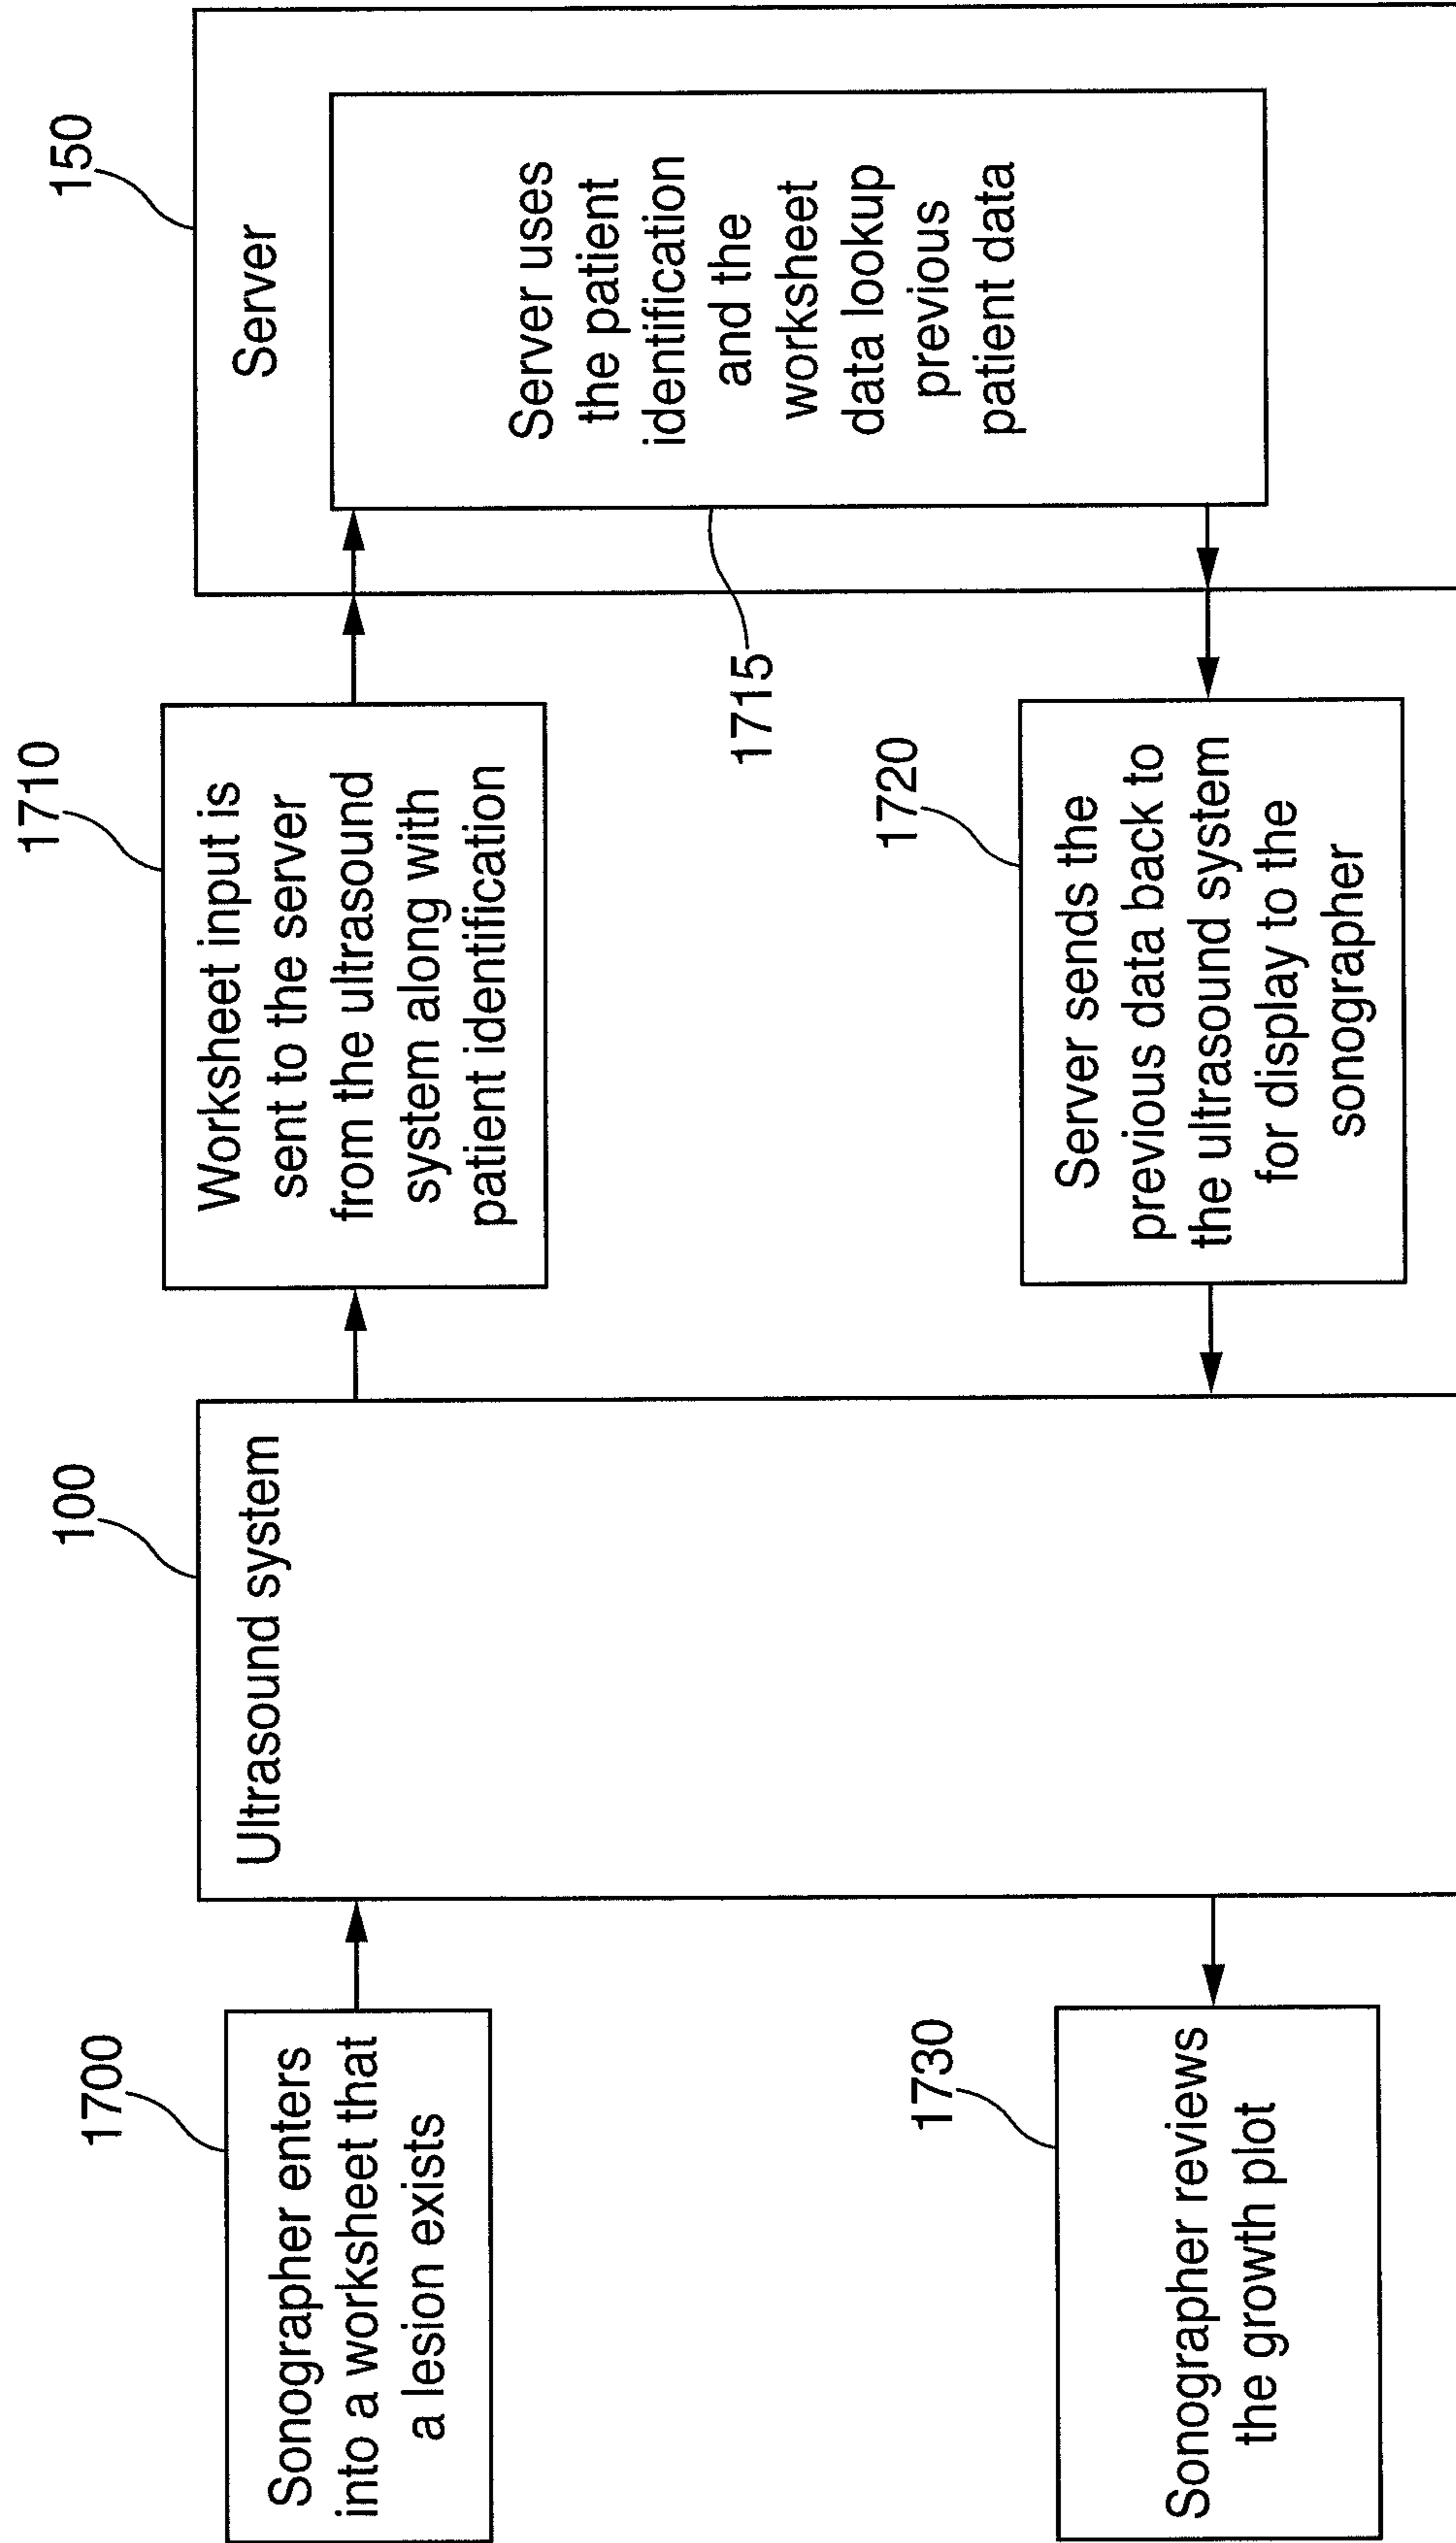 1700
Sonographer enters
into a worksheet that
a lesion exists
100
Ultrasound system
1710
Worksheet input is
sent to the server
from the ultrasound
system along with
patient identification
150
Server
Server uses
the patient
identification
and the
worksheet
data lookup
previous
patient data
1715
1720
Server sends the
previous data back to
the ultrasound system
for display to the
sonographer
1730
Sonographer reviews
the growth plot